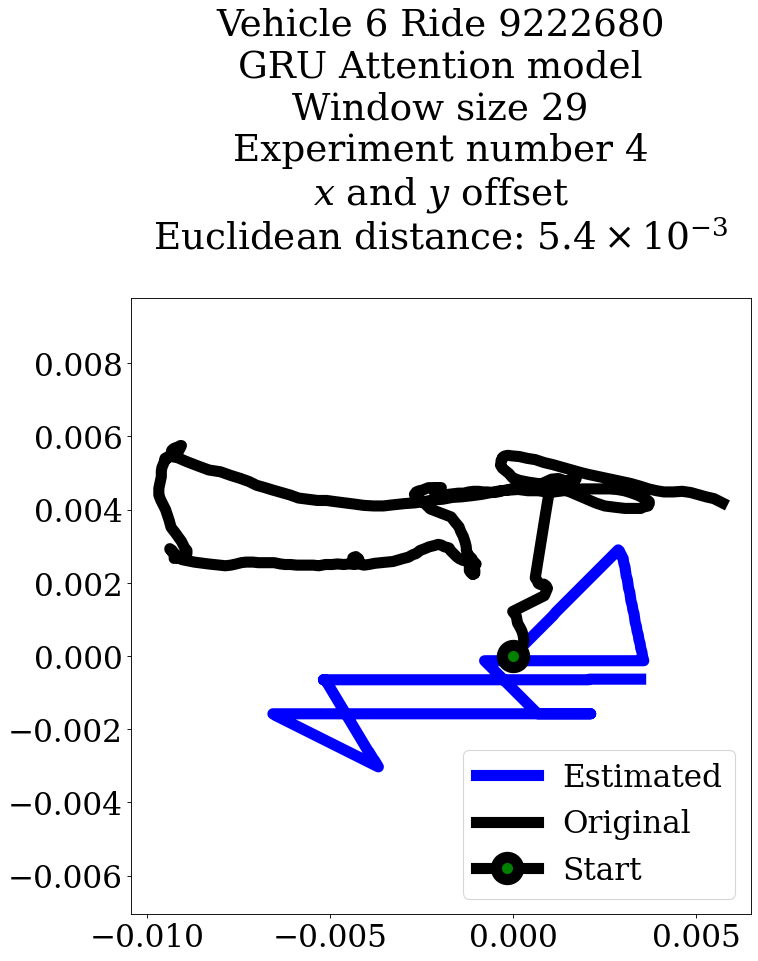 Vehicle 6 Ride 9222680
GRU Attention model
Window size 29
Experiment number 4
x and y offset
Euclidean distance: 5.4 × 10⁻³
0.008
0.006
0.004
0.002
0.000
−0.002
−0.004
−0.006
Estimated
Original
Start
−0.010 −0.005 0.000 0.005